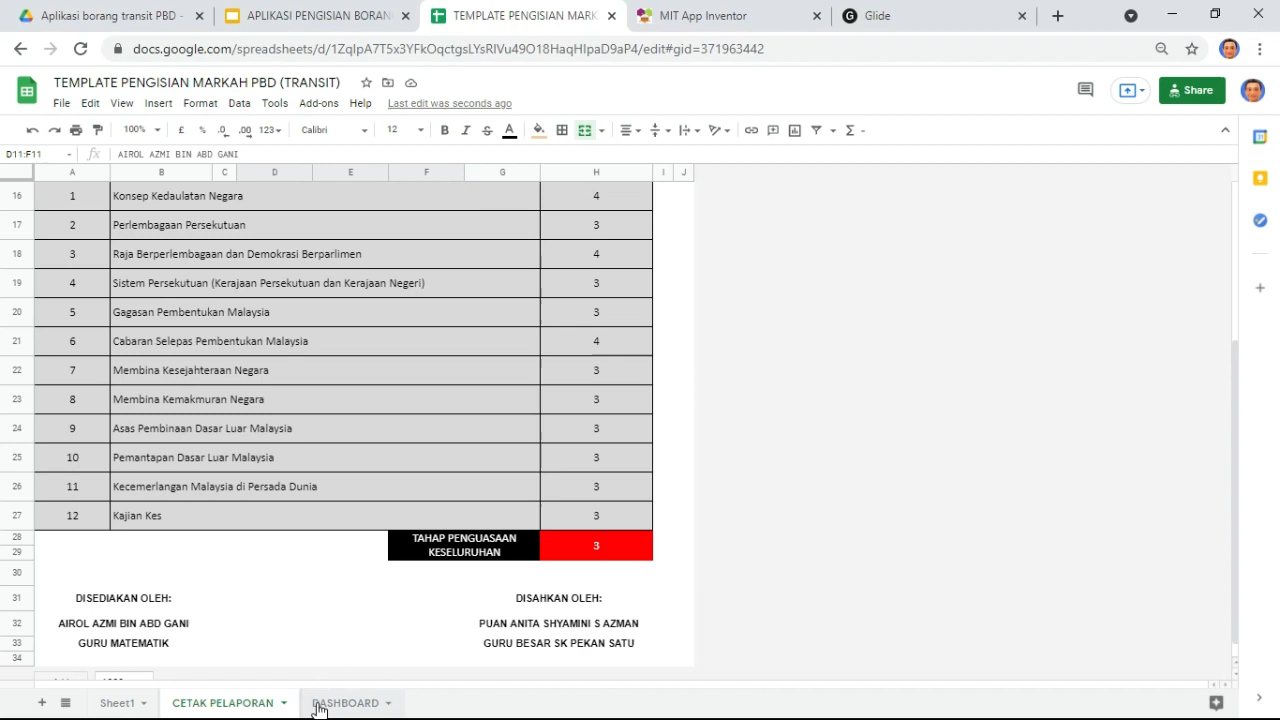 Aplikasi borang transit PBD -
APLIKASI PENGISIAN BORAN
TEMPLATE PENGISIAN MARK
MIT App Inventor
Glide
docs.google.com/spreadsheets/d/1ZqIpA7T5x3YFkOqctgsLYsRIVu49O18HaqHIpaD9aP4/edit#gid=371963442
TEMPLATE PENGISIAN MARKAH PBD (TRANSIT)
File Edit View Insert Format Data Tools Add-ons Help Last edit was seconds ago
Share
100% £ % .0 .00 123 Calibri 12 B I S A
D11:F11 fx AIROL AZMI BIN ABD GANI
A B C D E F G H I J
16 1 Konsep Kedaulatan Negara 4
17 2 Perlembagaan Persekutuan 3
18 3 Raja Berperlembagaan dan Demokrasi Berparlimen 4
19 4 Sistem Persekutuan (Kerajaan Persekutuan dan Kerajaan Negeri) 3
20 5 Gagasan Pembentukan Malaysia 3
21 6 Cabaran Selepas Pembentukan Malaysia 4
22 7 Membina Kesejahteraan Negara 3
23 8 Membina Kemakmuran Negara 3
24 9 Asas Pembinaan Dasar Luar Malaysia 3
25 10 Pemantapan Dasar Luar Malaysia 3
26 11 Kecemerlangan Malaysia di Persada Dunia 3
27 12 Kajian Kes 3
28 TAHAP PENGUASAAN
29 KESELURUHAN 3
30
31 DISEDIAKAN OLEH: DISAHKAN OLEH:
32 AIROL AZMI BIN ABD GANI PUAN ANITA SHYAMINI S AZMAN
33 GURU MATEMATIK GURU BESAR SK PEKAN SATU
34
Sheet1 CETAK PELAPORAN DASHBOARD